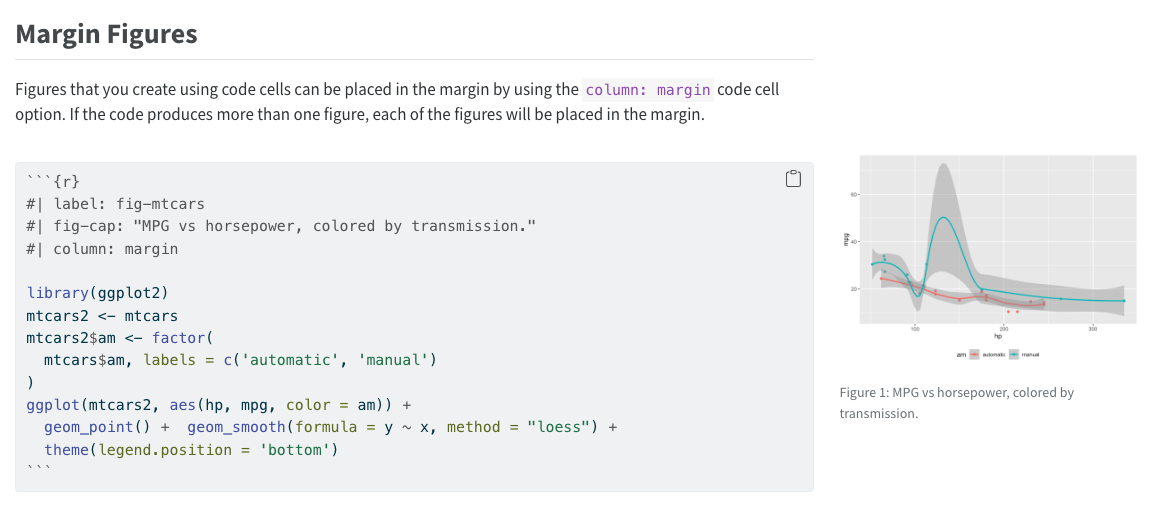 Margin Figures
Figures that you create using code cells can be placed in the margin by using the column: margin code cell
option. If the code produces more than one figure, each of the figures will be placed in the margin.
```{r}
#| label: fig-mtcars
#| fig-cap: "MPG vs horsepower, colored by transmission."
#| column: margin
library(ggplot2)
mtcars2 <- mtcars
mtcars2$am <- factor(
  mtcars$am, labels = c('automatic', 'manual')
)
ggplot(mtcars2, aes(hp, mpg, color = am)) +
  geom_point() +  geom_smooth(formula = y ~ x, method = "loess") +
  theme(legend.position = 'bottom')
```
60
40
20
mpg
100 200 300
hp
am automatic manual
Figure 1: MPG vs horsepower, colored by
transmission.